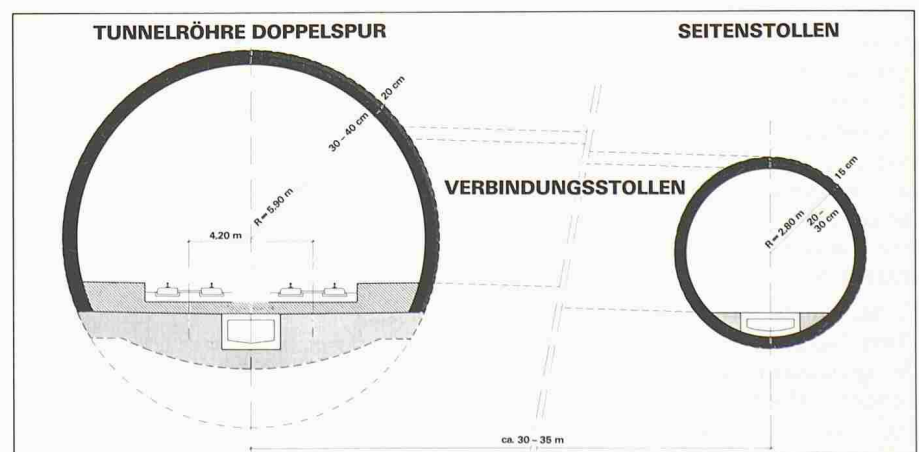 TUNNELRÖHRE DOPPELSPUR
SEITENSTOLLEN
20 cm
30 – 40 cm
R = 5.90 m
4.20 m
VERBINDUNGSSTOLLEN
15 cm
20 –
30 cm
R = 2.80 m
ca. 30 – 35 m